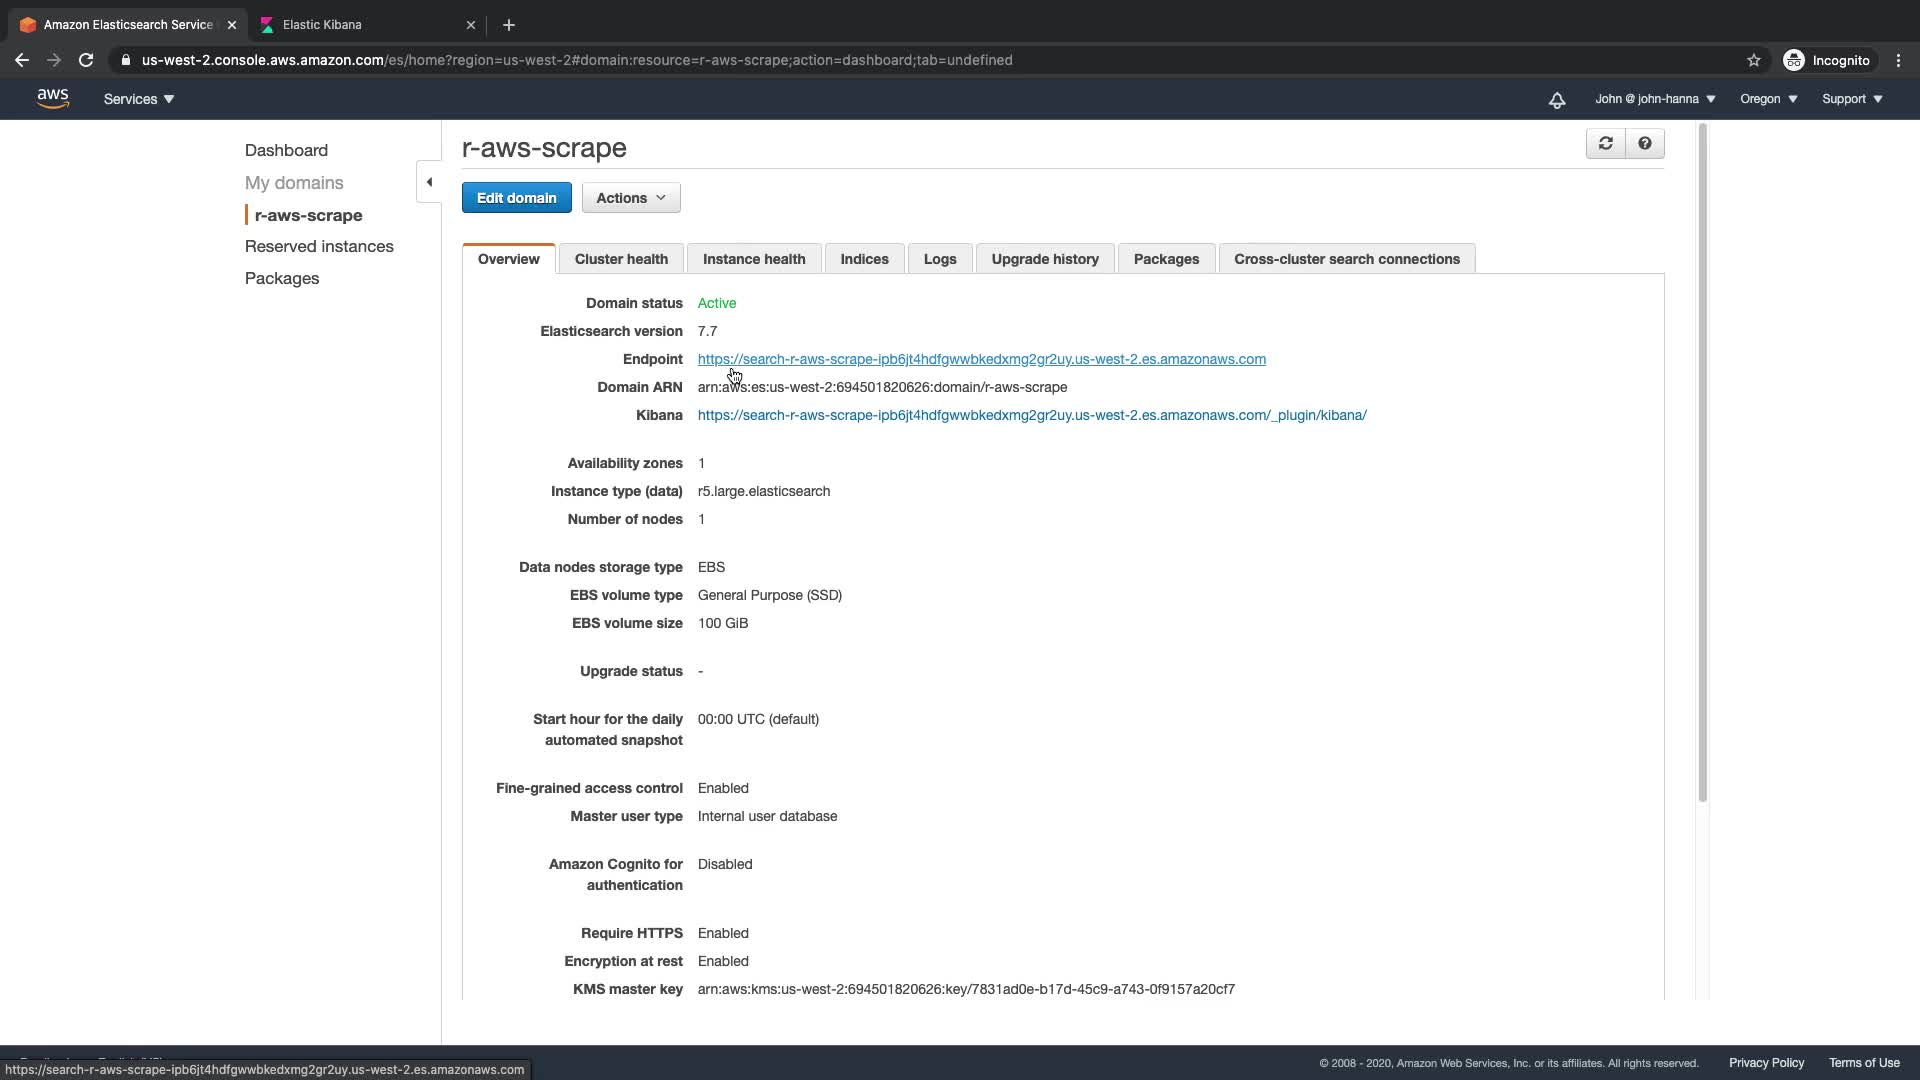 Amazon Elasticsearch Service
Elastic Kibana
us-west-2.console.aws.amazon.com/es/home?region=us-west-2#domain:resource=r-aws-scrape;action=dashboard;tab=undefined
Incognito
aws
Services
John @ john-hanna
Oregon
Support
Dashboard
My domains
r-aws-scrape
Reserved instances
Packages
r-aws-scrape
Edit domain
Actions
Overview
Cluster health
Instance health
Indices
Logs
Upgrade history
Packages
Cross-cluster search connections
Domain status Active
Elasticsearch version 7.7
Endpoint https://search-r-aws-scrape-ipb6jt4hdfgwwbkedxmg2gr2uy.us-west-2.es.amazonaws.com
Domain ARN arn:aws:es:us-west-2:694501820626:domain/r-aws-scrape
Kibana https://search-r-aws-scrape-ipb6jt4hdfgwwbkedxmg2gr2uy.us-west-2.es.amazonaws.com/_plugin/kibana/
Availability zones 1
Instance type (data) r5.large.elasticsearch
Number of nodes 1
Data nodes storage type EBS
EBS volume type General Purpose (SSD)
EBS volume size 100 GiB
Upgrade status -
Start hour for the daily 00:00 UTC (default)
automated snapshot
Fine-grained access control Enabled
Master user type Internal user database
Amazon Cognito for Disabled
authentication
Require HTTPS Enabled
Encryption at rest Enabled
KMS master key arn:aws:kms:us-west-2:694501820626:key/7831ad0e-b17d-45c9-a743-0f9157a20cf7
© 2008 - 2020, Amazon Web Services, Inc. or its affiliates. All rights reserved.
Privacy Policy
Terms of Use
https://search-r-aws-scrape-ipb6jt4hdfgwwbkedxmg2gr2uy.us-west-2.es.amazonaws.com